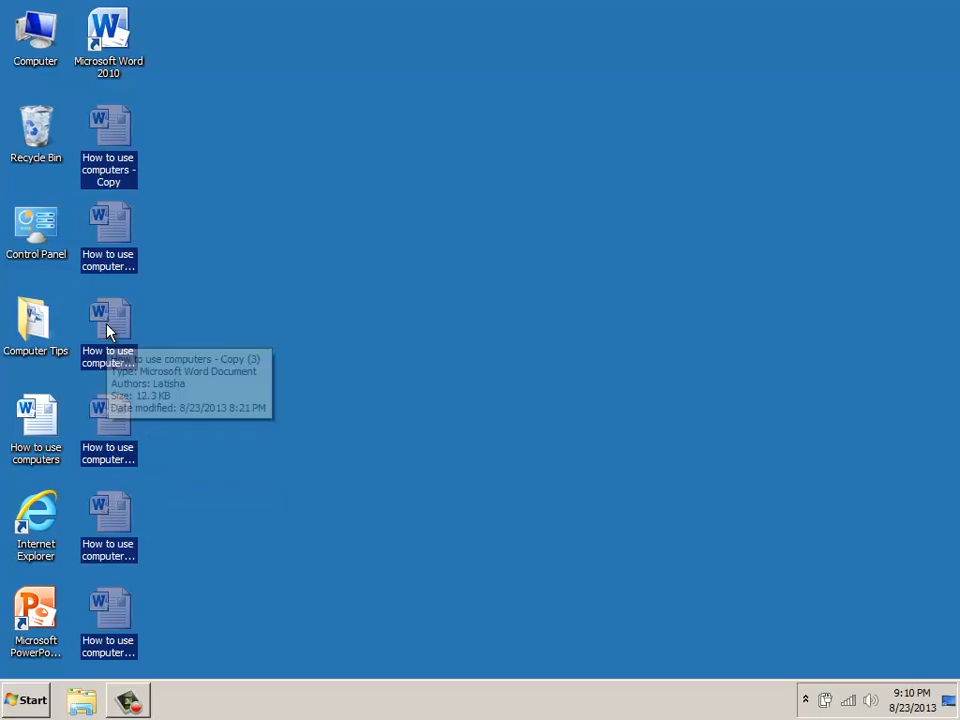 Computer
Microsoft Word
2010
Recycle Bin
How to use
computers -
Copy
Control Panel
How to use
computer...
Computer Tips
How to use
computer...
How to use computers - Copy (3)
Type: Microsoft Word Document
Authors: Latisha
Size: 12.3 KB
Date modified: 8/23/2013 8:21 PM
How to use
computers
How to use
computer...
Internet
Explorer
How to use
computer...
Microsoft
PowerPo...
How to use
computer...
Start
9:10 PM
8/23/2013